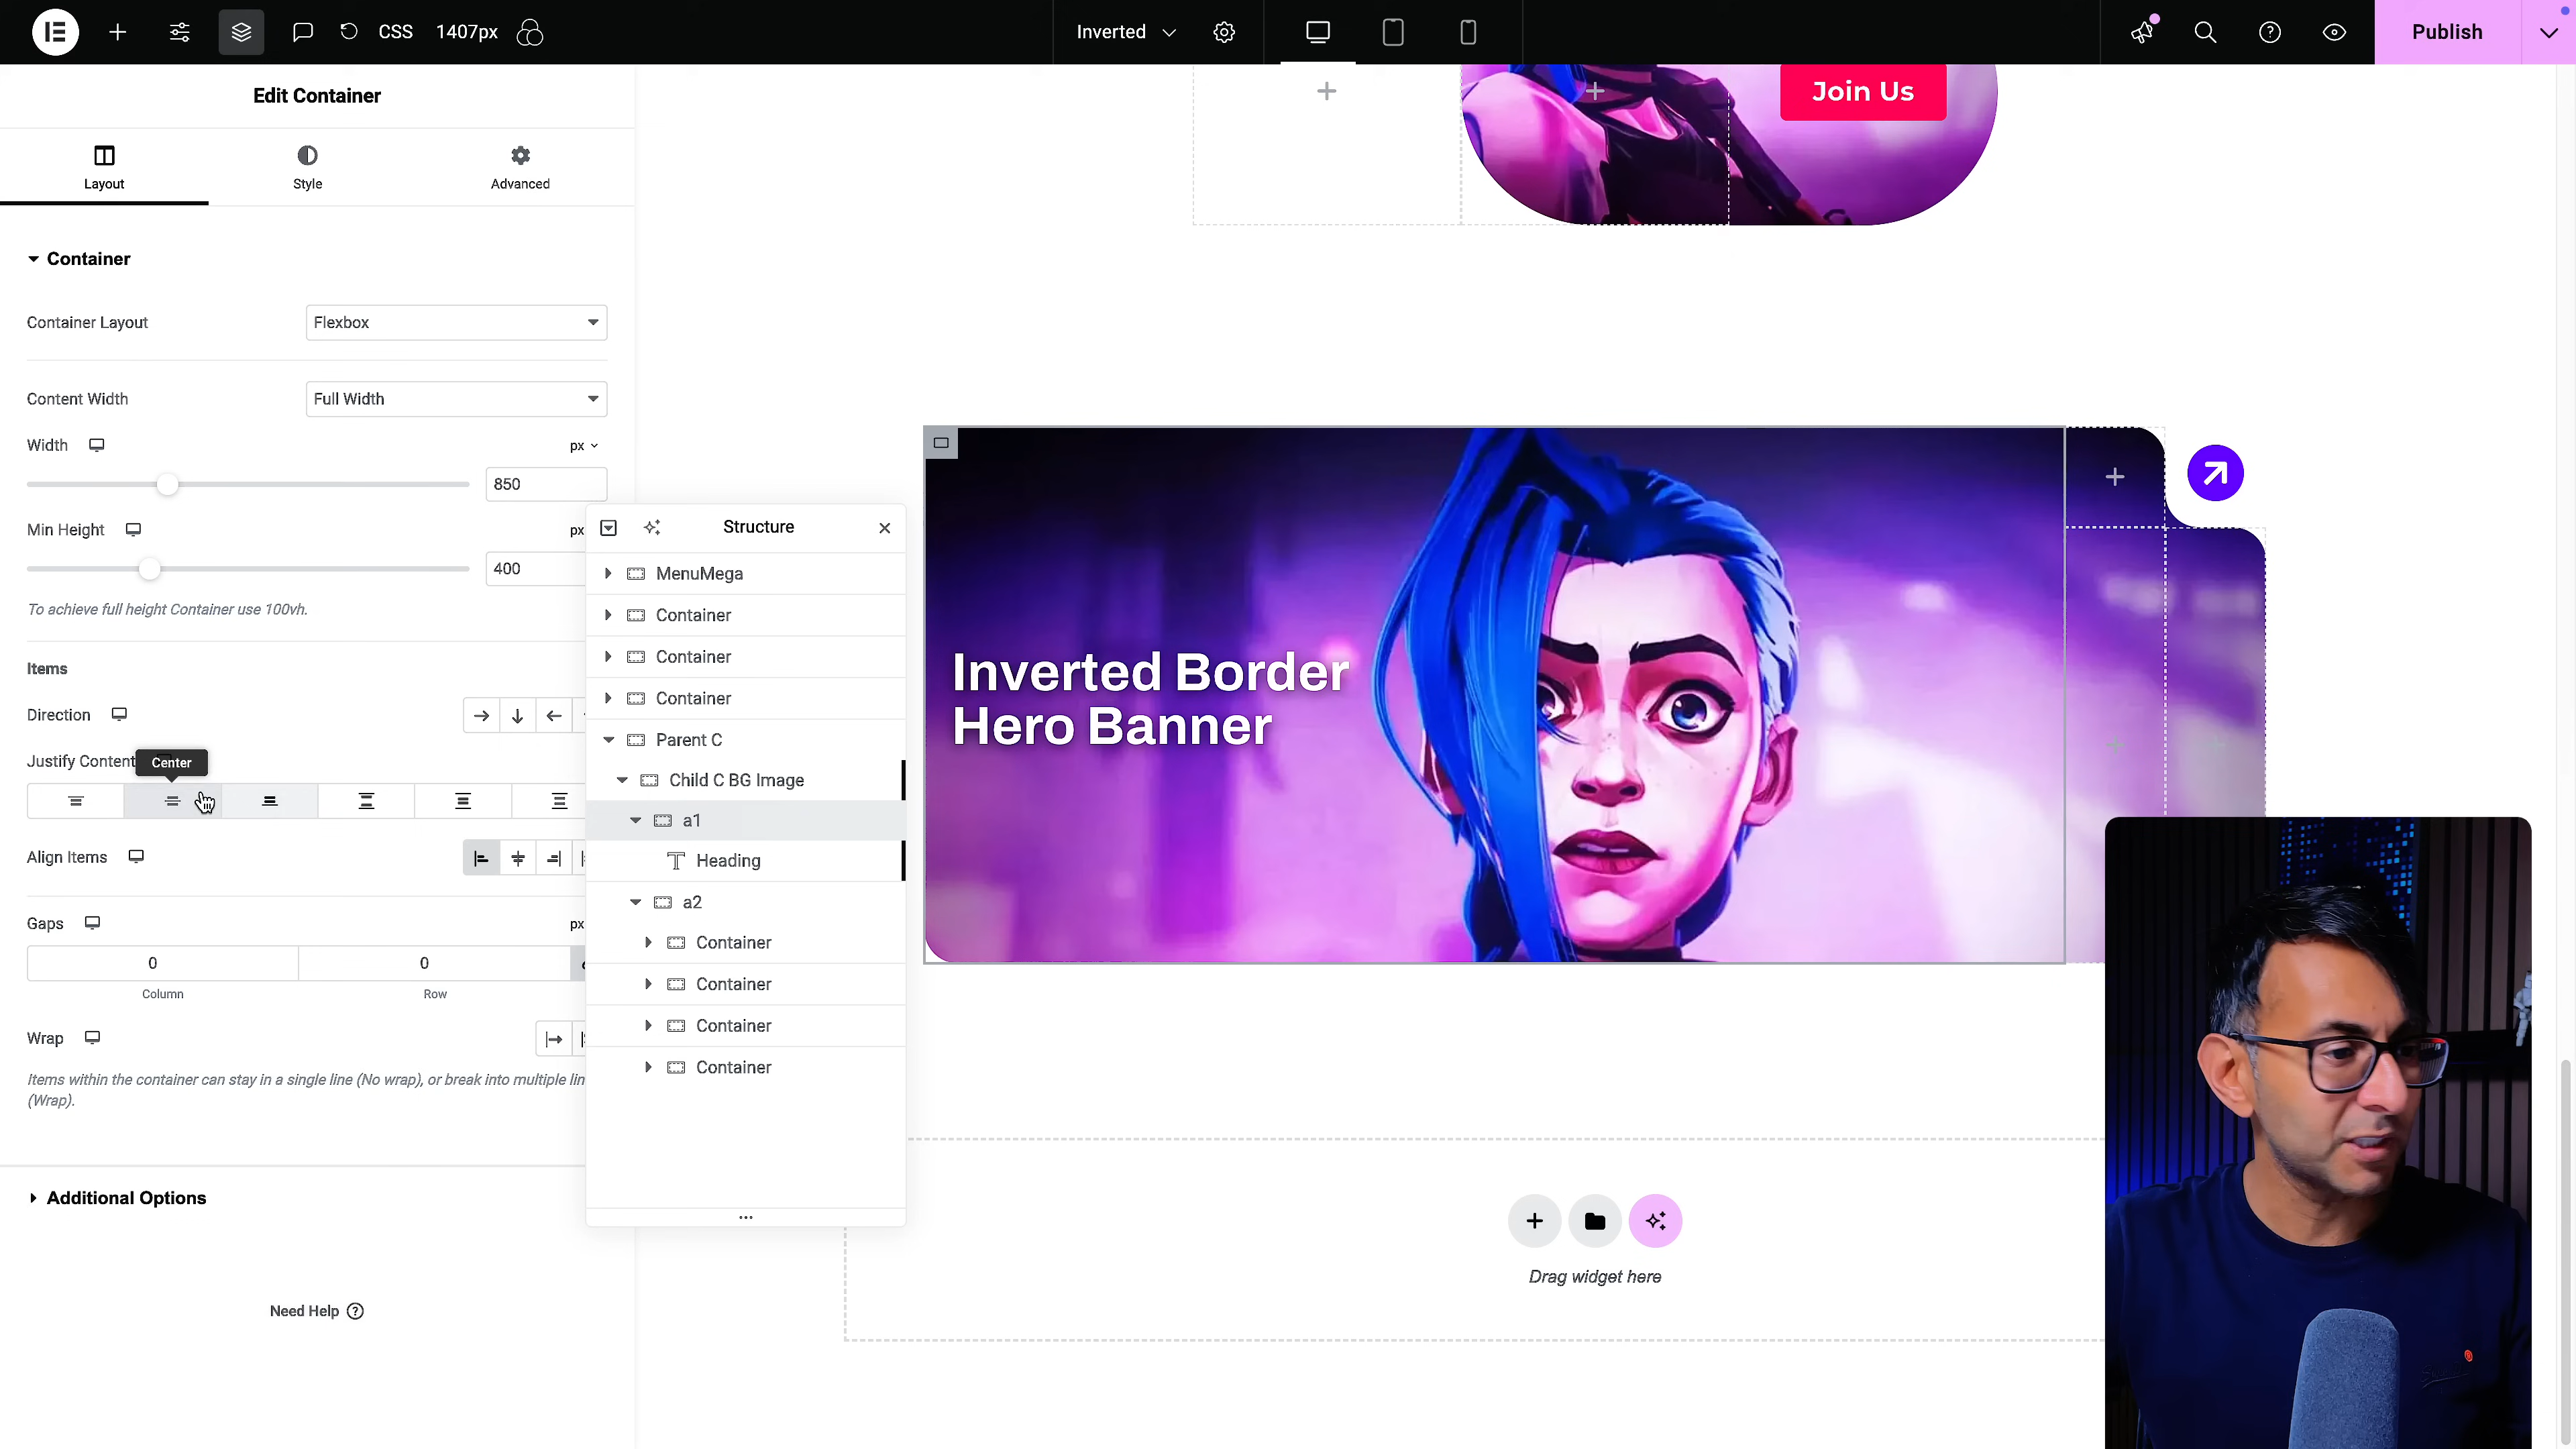 CSS
1407px
Inverted
Publish
Edit Container
Layout
Style
Advanced
Container
Container Layout
Flexbox
Content Width
Full Width
Width
px
850
Min Height
px
400
To achieve full height Container use 100vh.
Items
Direction
Justify Content
Center
Align Items
Gaps
px
0
0
Column
Row
Wrap
Items within the container can stay in a single line (No wrap), or break into multiple lin
(Wrap).
Additional Options
Need Help
Structure
MenuMega
Container
Container
Container
Parent C
Child C BG Image
a1
Heading
a2
Container
Container
Container
Container
Join Us
Inverted Border
Hero Banner
Drag widget here